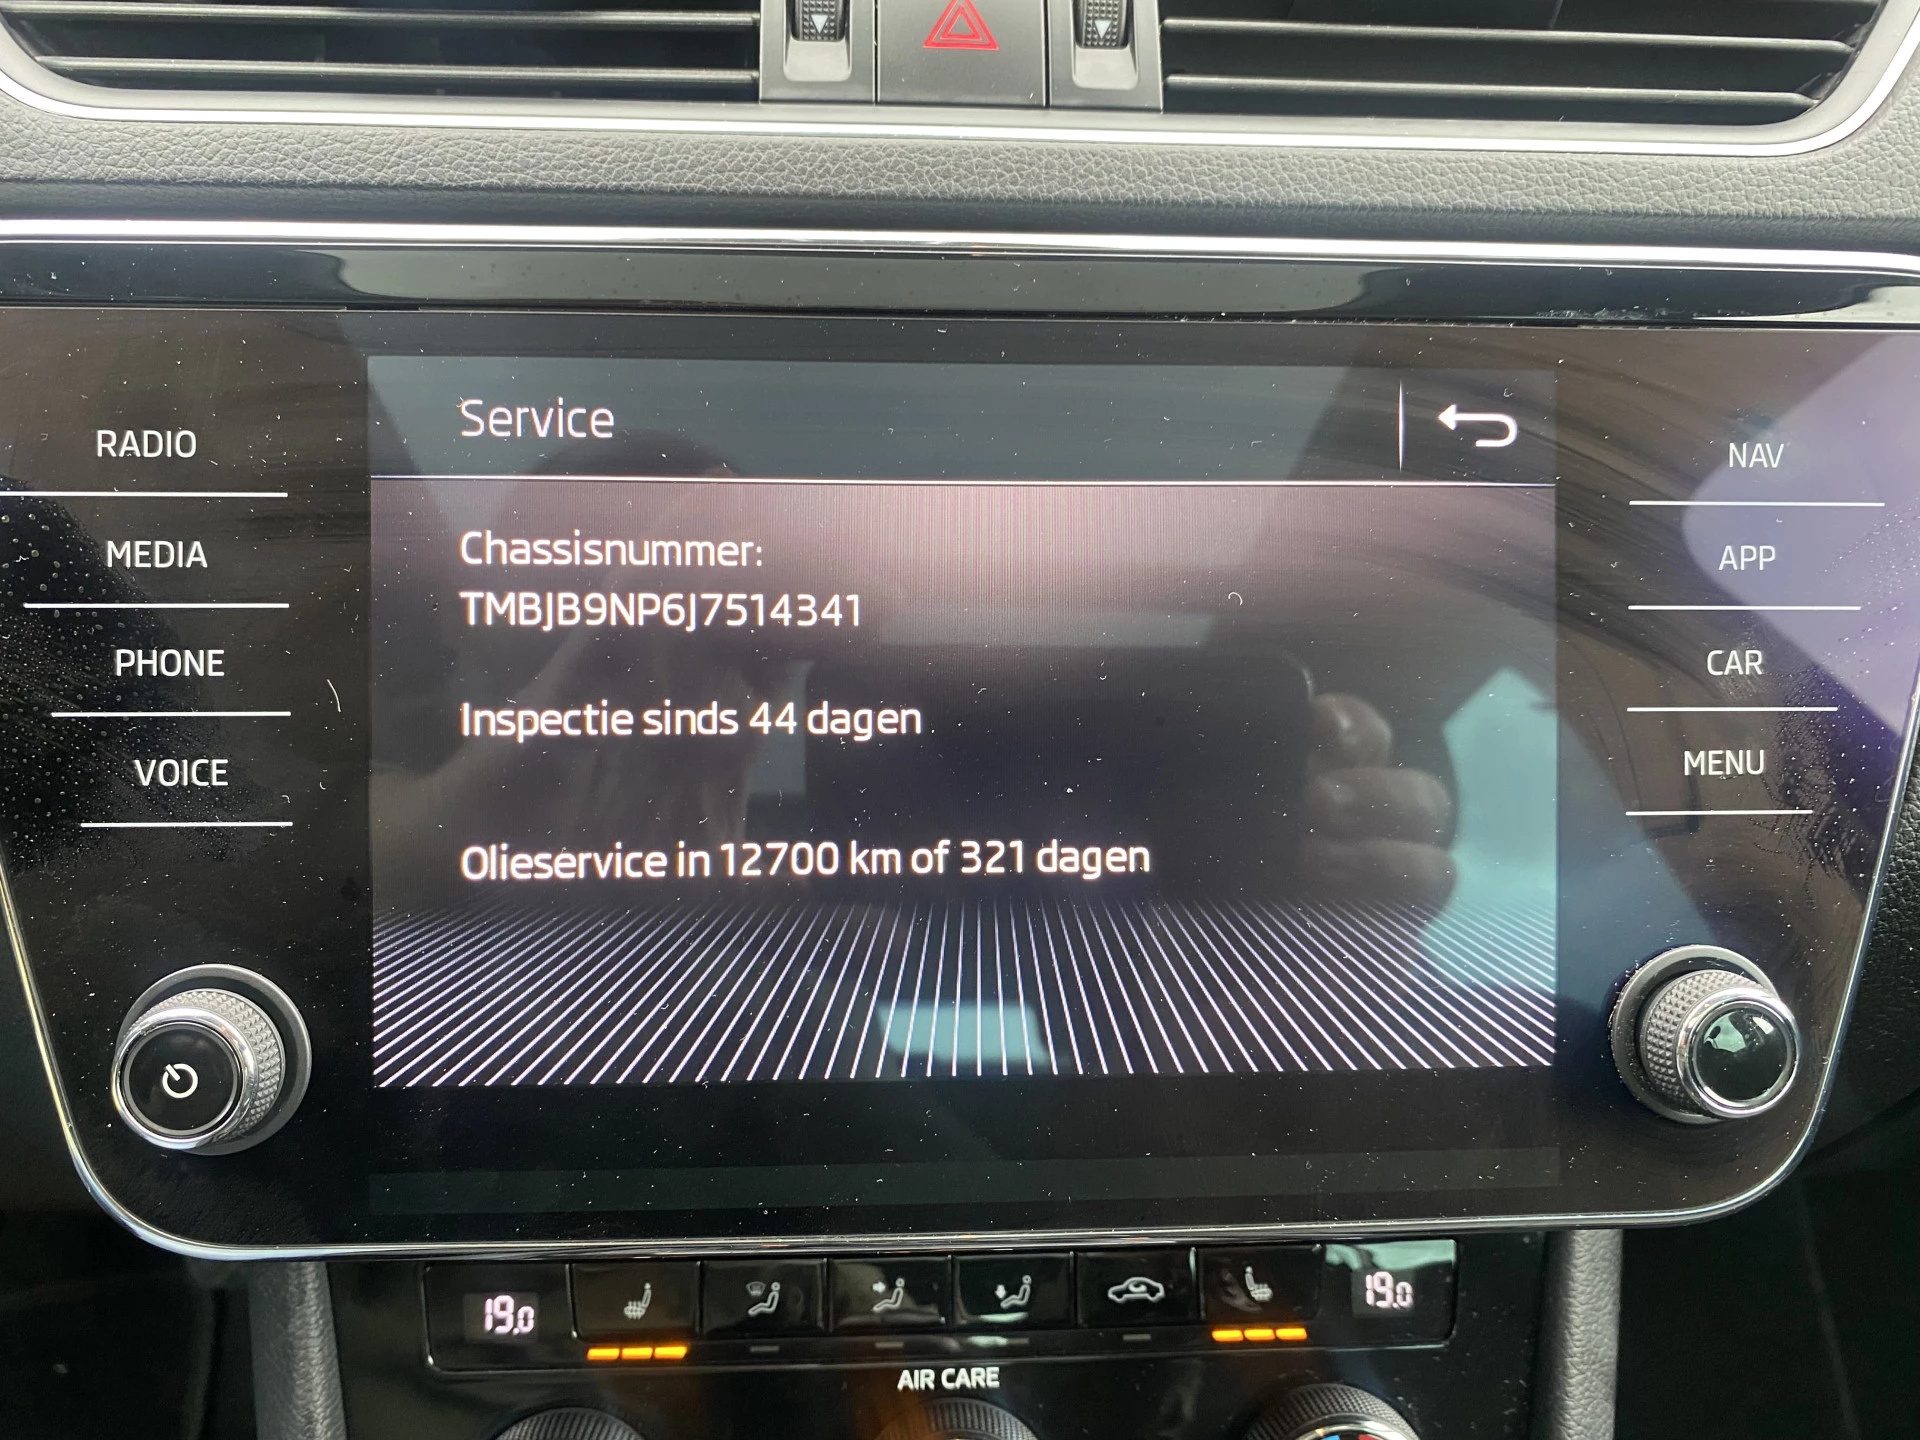 Service
RADIO
MEDIA
PHONE
VOICE
Chassisnummer:
TMBJB9NP6J7514341
Inspectie sinds 44 dagen
Olieservice in 12700 km of 321 dagen
NAV
APP
CAR
MENU
19.0
19.0
AIR CARE